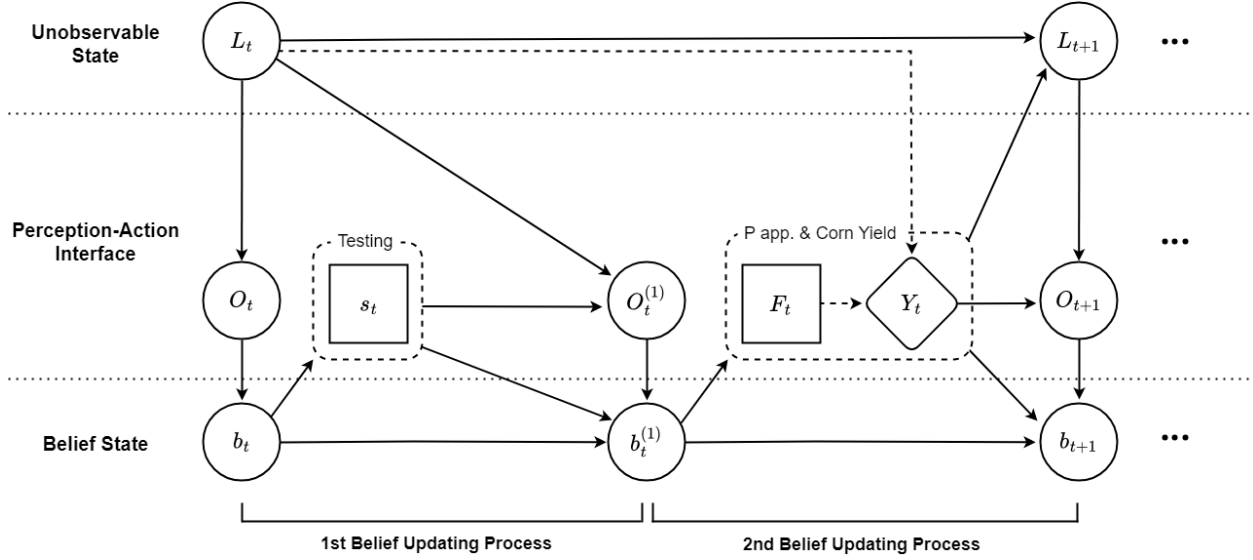 Unobservable
State
L_t
L_{t+1}
...
Perception-Action
Interface
Testing
P app. & Corn Yield
...
O_t
s_t
O_t^{(1)}
F_t
Y_t
O_{t+1}
Belief State
b_t
b_t^{(1)}
b_{t+1}
...
1st Belief Updating Process
2nd Belief Updating Process